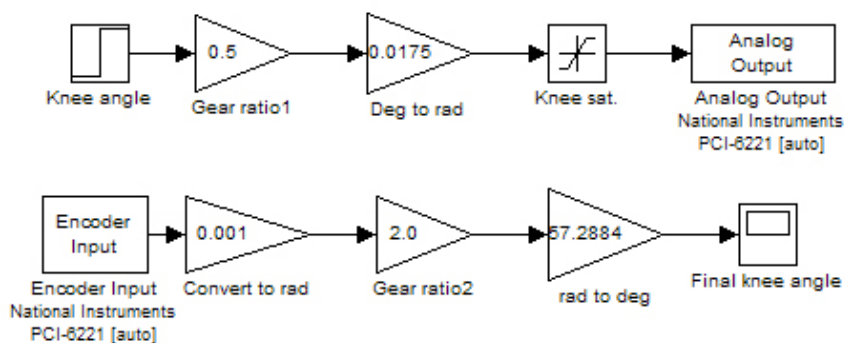 0.5
0.0175
Analog
Output
Knee angle
Gear ratio1
Deg to rad
Knee sat.
Analog Output
National Instruments
PCI-6221 [auto]
Encoder
Input
0.001
2.0
57.2884
Encoder Input
National Instruments
PCI-6221 [auto]
Convert to rad
Gear ratio2
rad to deg
Final knee angle